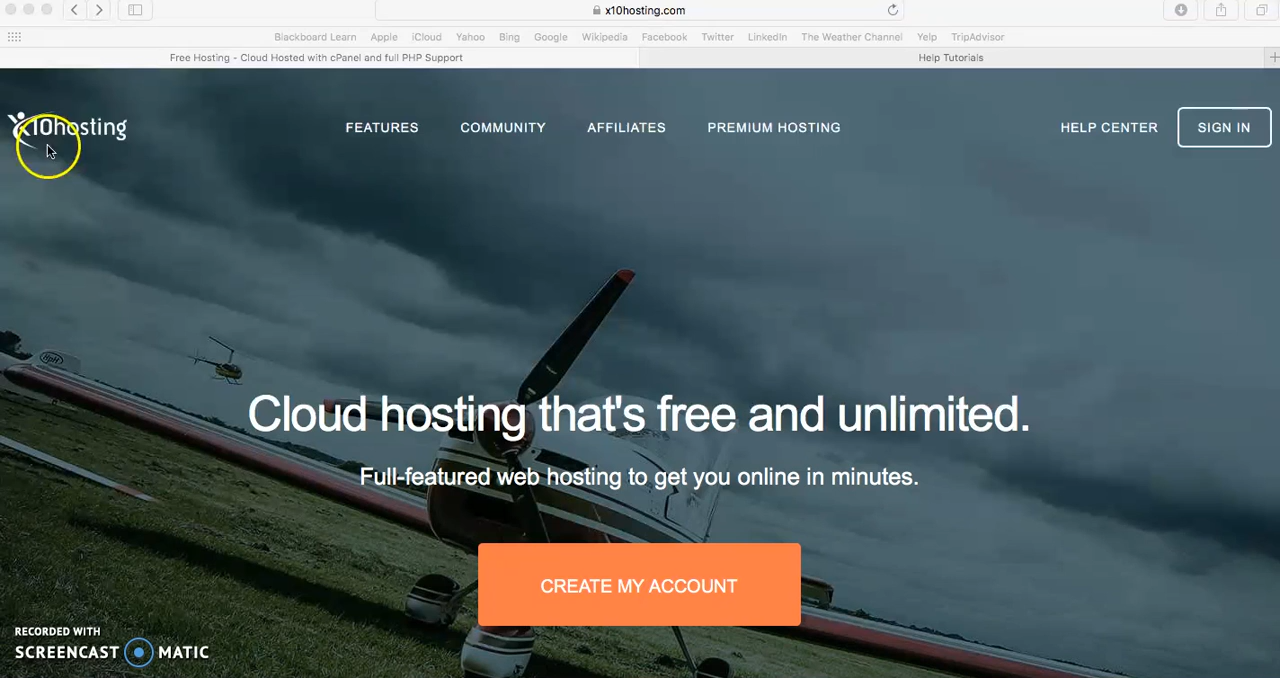 x10hosting.com
Blackboard Learn Apple iCloud Yahoo Bing Google Wikipedia Facebook Twitter LinkedIn The Weather Channel Yelp TripAdvisor
Free Hosting - Cloud Hosted with cPanel and full PHP Support
Help Tutorials
x10hosting
FEATURES COMMUNITY AFFILIATES PREMIUM HOSTING HELP CENTER SIGN IN
Cloud hosting that's free and unlimited.
Full-featured web hosting to get you online in minutes.
CREATE MY ACCOUNT
RECORDED WITH
SCREENCAST MATIC